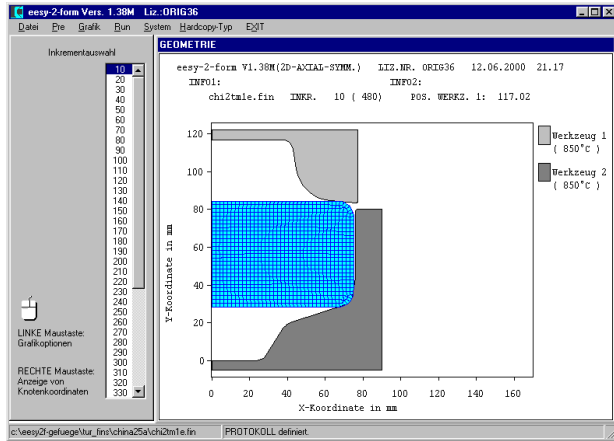 eesy-2-form Vers. 1.38M   Liz.:ORIG36
Datei Pre Grafik Run System Hardcopy-Typ EXIT
Inkrementauswahl
10
20
30
40
50
60
70
80
90
100
110
120
130
140
150
160
170
180
190
200
210
220
230
240
250
260
270
280
290
300
310
320
330
LINKE Maustaste:
Grafikoptionen
RECHTE Maustaste:
Anzeige von
Knotenkoordinaten
GEOMETRIE
eesy-2-form V1.38M(2D-AXIAL-SYMM.) LIZ.NR. ORIG36 12.06.2000 21.17
INFO1: INFO2:
chi2tm1e.fin INKR. 10 ( 480) POS. WERKZ. 1: 117.02
Werkzeug 1
( 850°C )
Werkzeug 2
( 850°C )
120
100
80
60
40
20
0
Y-Koordinate in mm
0 20 40 60 80 100 120 140 160
X-Koordinate in mm
c:\eesy2f-gefuege\tur_fins\china25a\chi2tm1e.fin PROTOKOLL definiert.